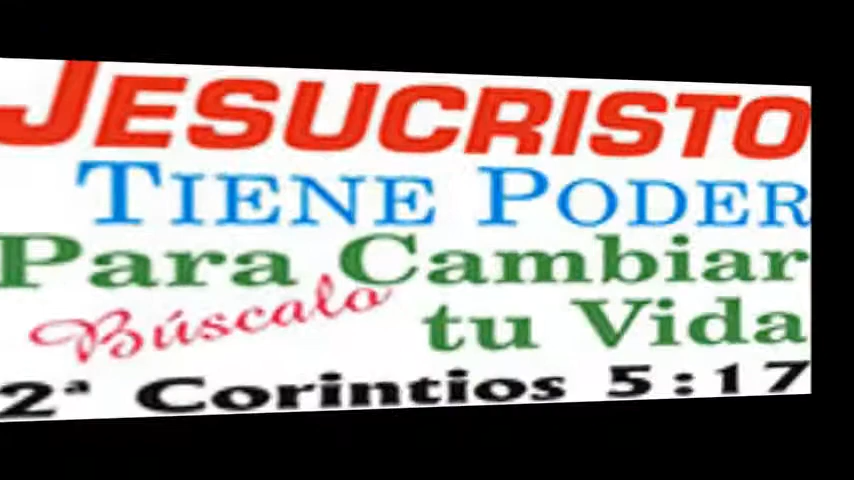 JESUCRISTO
TIENE PODER
Para Cambiar
Búscalo
tu Vida
2ª Corintios 5:17